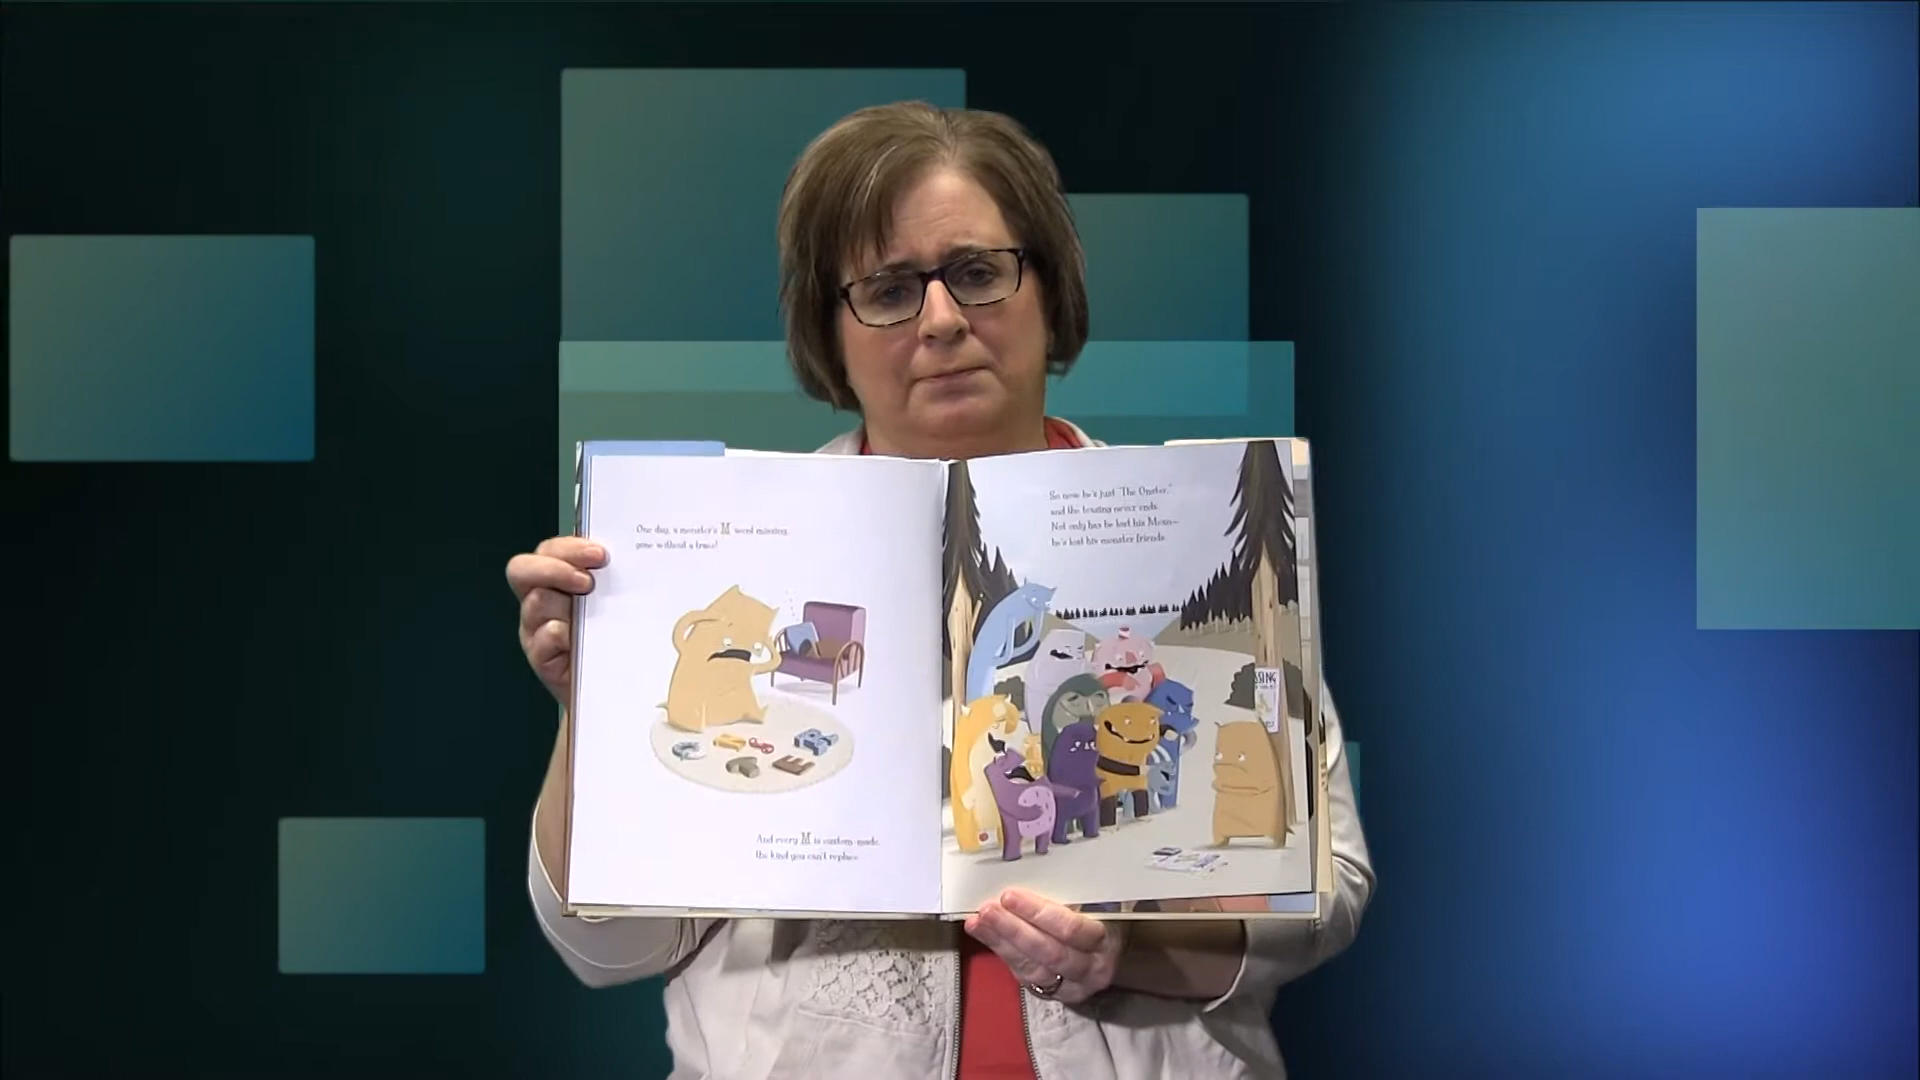 One day, a monster's M went missing,
gone without a trace!
And every M is custom-made,
the kind you can't replace.
So now he's just "The Onster,"
and the teasing never ends.
Not only has he lost his M
he's lost his monster friends.
SSING